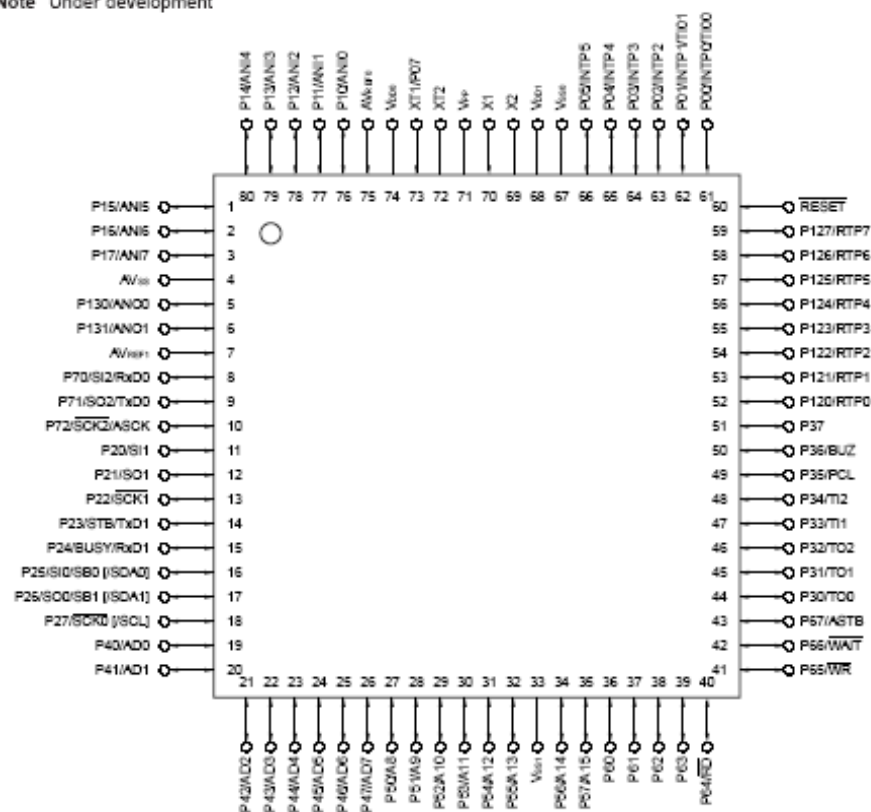 Note Under development
P14/ANI4
P13/ANI3
P12/ANI2
P11/ANI1
P10/ANI0
AVREF0
VDD0
XT1/P07
XT2
VPP
X1
X2
VDD1
VSS0
P05/INTP5
P04/INTP4
P03/INTP3
P02/INTP2
P01/INTP1/TI01
P00/INTP0/TI00
80 79 78 77 76 75 74 73 72 71 70 69 68 67 66 65 64 63 62 61
P15/ANI5 1 60 RESET
P16/ANI6 2 59 P127/RTP7
P17/ANI7 3 58 P126/RTP6
AVSS 4 57 P125/RTP5
P130/ANO0 5 56 P124/RTP4
P131/ANO1 6 55 P123/RTP3
AVREF1 7 54 P122/RTP2
P70/SI2/RxD0 8 53 P121/RTP1
P71/SO2/TxD0 9 52 P120/RTP0
P72/SCK2/ASCK 10 51 P37
P20/SI1 11 50 P36/BUZ
P21/SO1 12 49 P35/PCL
P22/SCK1 13 48 P34/TI2
P23/STB/TxD1 14 47 P33/TI1
P24/BUSY/RxD1 15 46 P32/TO2
P25/SI0/SB0 [/SDA0] 16 45 P31/TO1
P26/SO0/SB1 [/SDA1] 17 44 P30/TO0
P27/SCK0 [/SCL] 18 43 P67/ASTB
P40/AD0 19 42 P66/WAIT
P41/AD1 20 41 P65/WR
21 22 23 24 25 26 27 28 29 30 31 32 33 34 35 36 37 38 39 40
P42/AD2
P43/AD3
P44/AD4
P45/AD5
P46/AD6
P47/AD7
P50/A8
P51/A9
P52/A10
P53/A11
P54/A12
P55/A13
VSS1
P56/A14
P57/A15
P60
P61
P62
P63
P64/RD